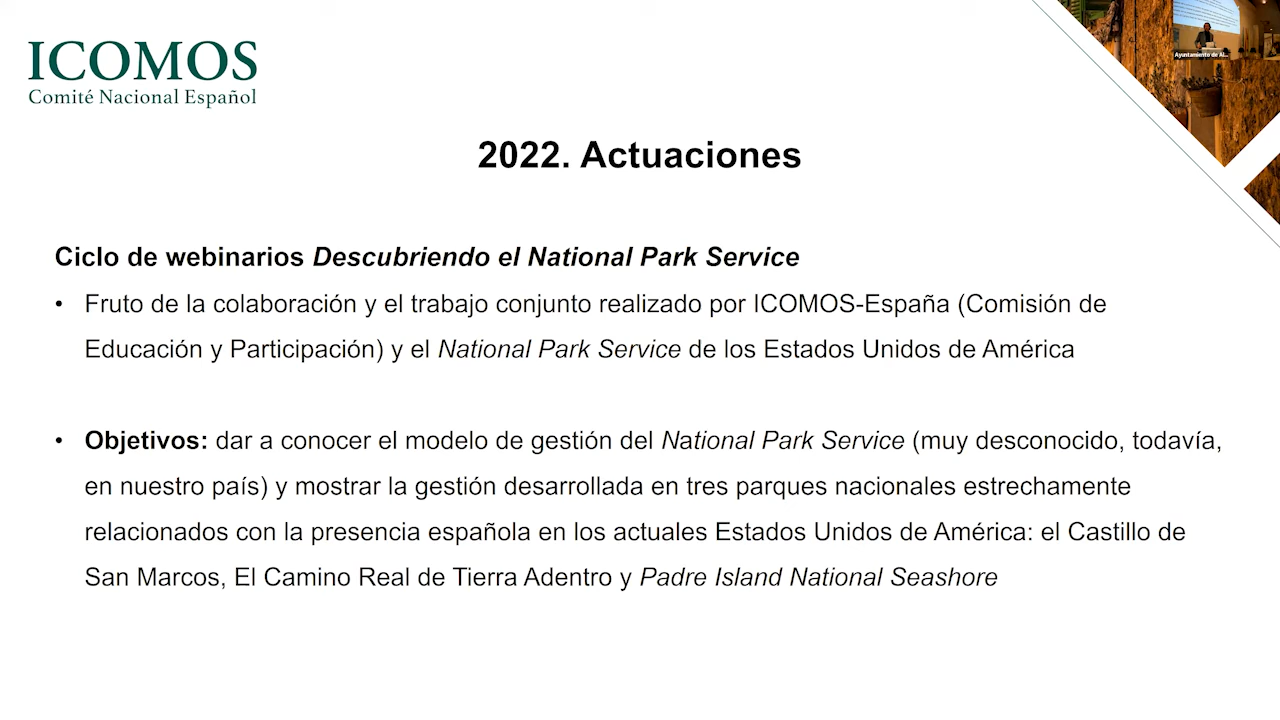 ICOMOS
Comité Nacional Español
Ayuntamiento de Al...
2022. Actuaciones
Ciclo de webinarios Descubriendo el National Park Service
• Fruto de la colaboración y el trabajo conjunto realizado por ICOMOS-España (Comisión de
Educación y Participación) y el National Park Service de los Estados Unidos de América
• Objetivos: dar a conocer el modelo de gestión del National Park Service (muy desconocido, todavía,
en nuestro país) y mostrar la gestión desarrollada en tres parques nacionales estrechamente
relacionados con la presencia española en los actuales Estados Unidos de América: el Castillo de
San Marcos, El Camino Real de Tierra Adentro y Padre Island National Seashore